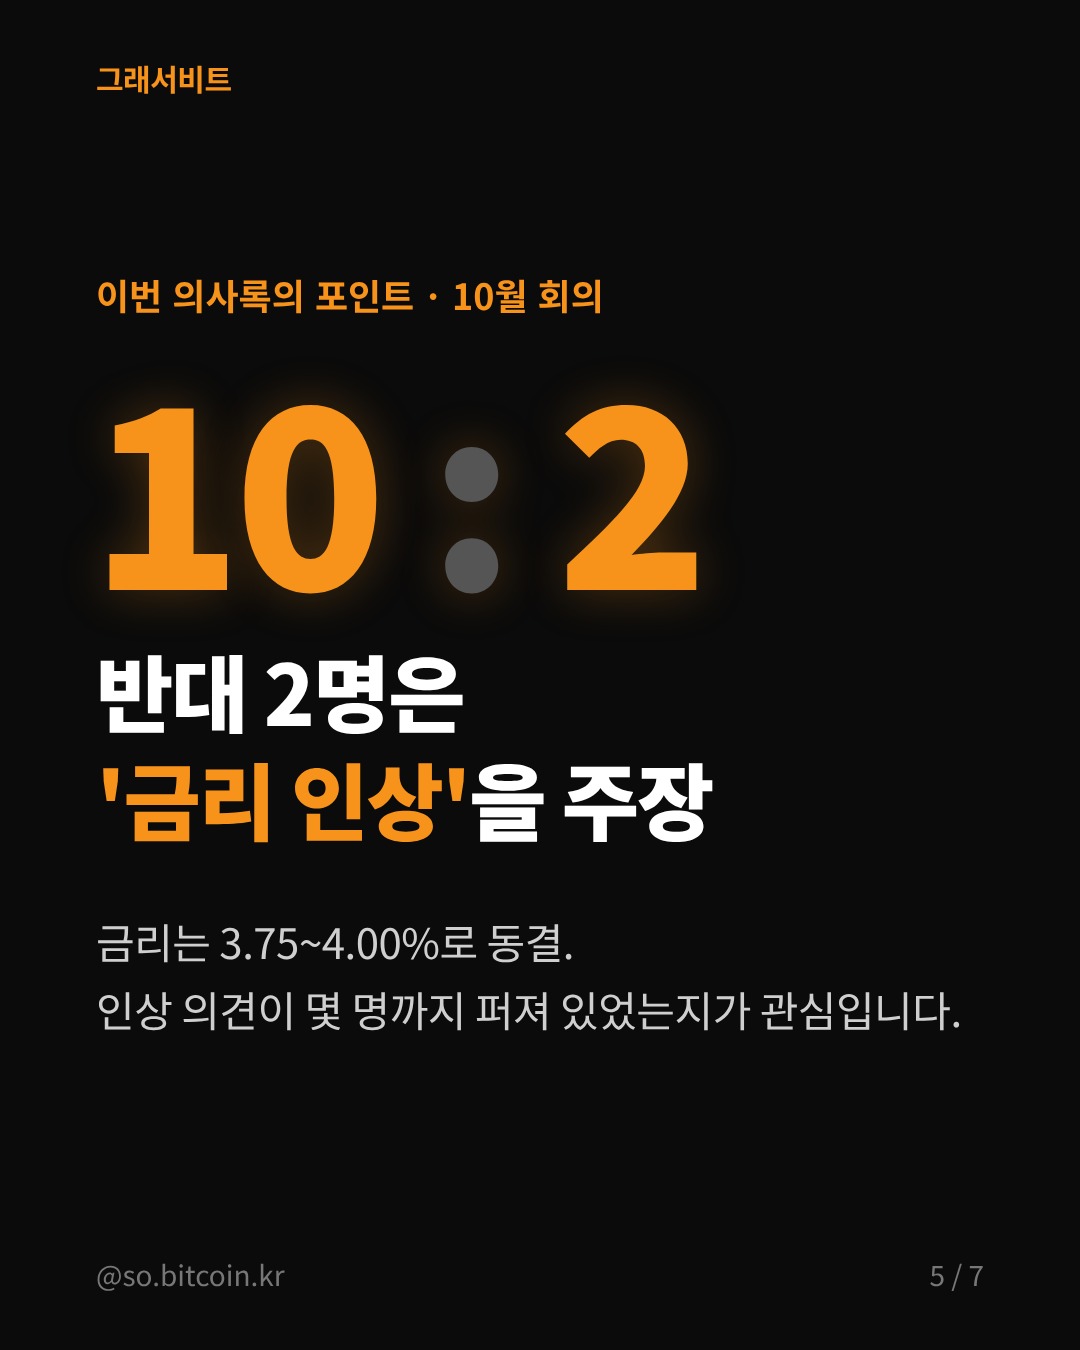 그래서비트
이번 의사록의 포인트 · 10월 회의
10 : 2
반대 2명은
'금리 인상'을 주장
금리는 3.75~4.00%로 동결.
인상 의견이 몇 명까지 퍼져 있었는지가 관심입니다.
@so.bitcoin.kr
5 / 7